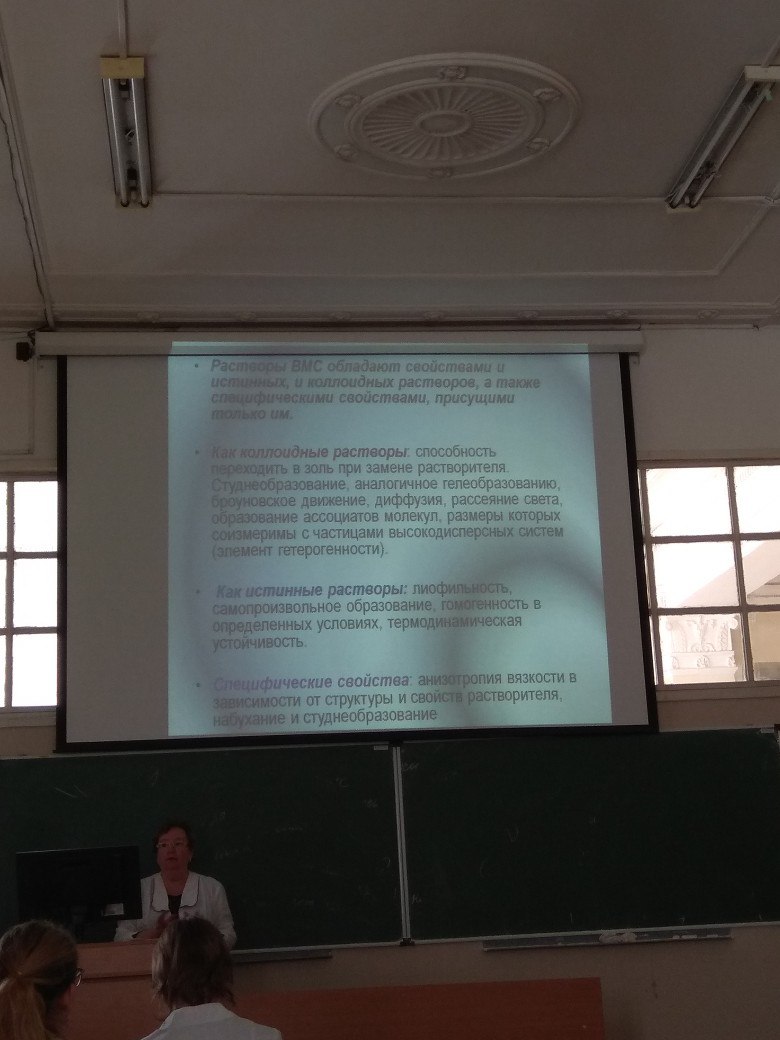 • Растворы ВМС обладают свойствами и
истинных, и коллоидных растворов, а также
специфическими свойствами, присущими
только им.
• Как коллоидные растворы: способность
переходить в золь при замене растворителя.
Студнеобразование, аналогичное гелеобразованию,
броуновское движение, диффузия, рассеяние света,
образование ассоциатов молекул, размеры которых
соизмеримы с частицами высокодисперсных систем
(элемент гетерогенности).
• Как истинные растворы: лиофильность,
самопроизвольное образование, гомогенность в
определенных условиях, термодинамическая
устойчивость.
• Специфические свойства: анизотропия вязкости в
зависимости от структуры и свойств растворителя,
набухание и студнеобразование